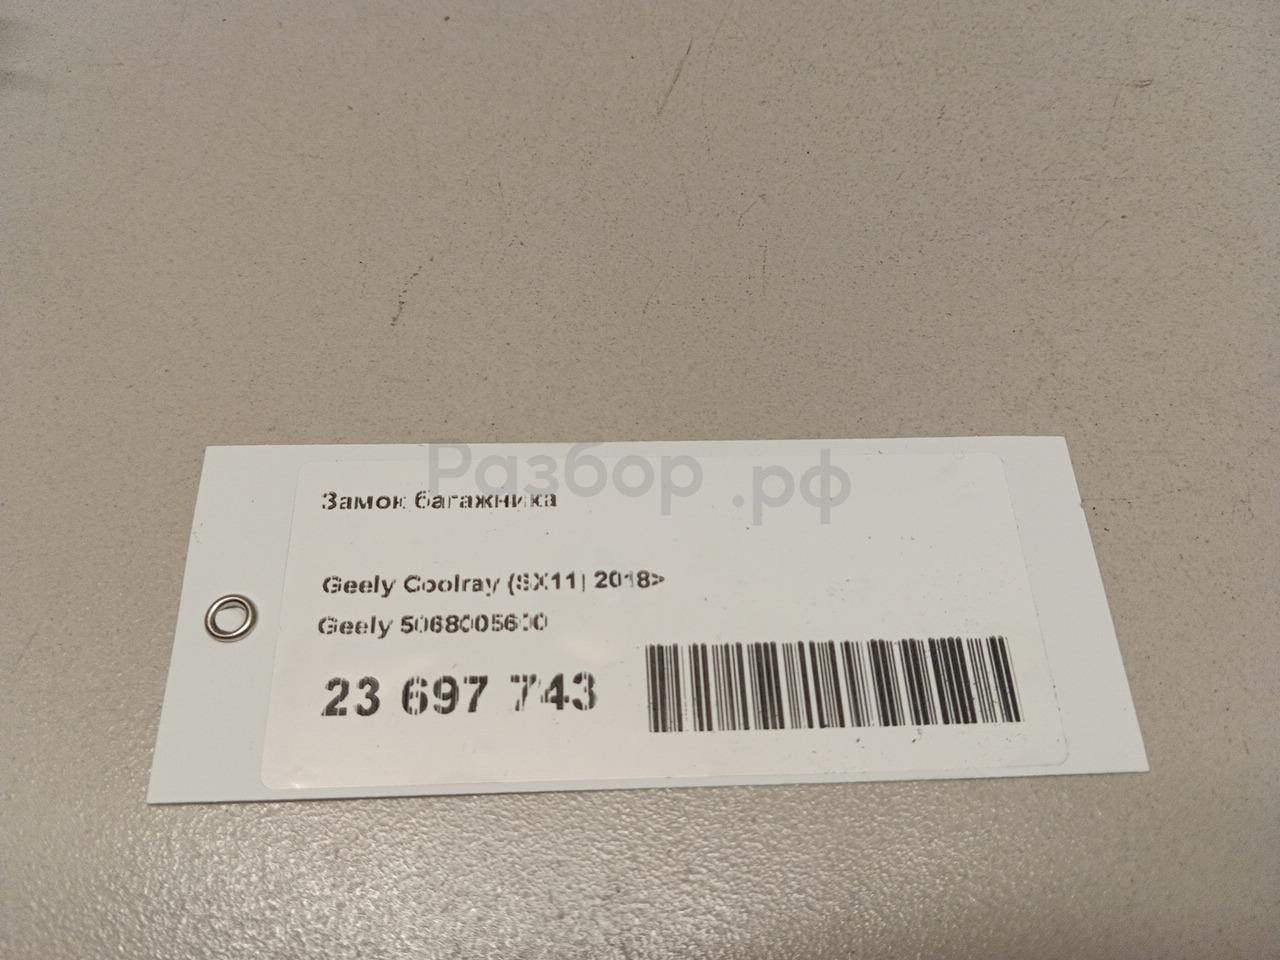 Разбор.рф
Замок багажника
Geely Coolray (SX11) 2018>
Geely 5068005600
23 697 743